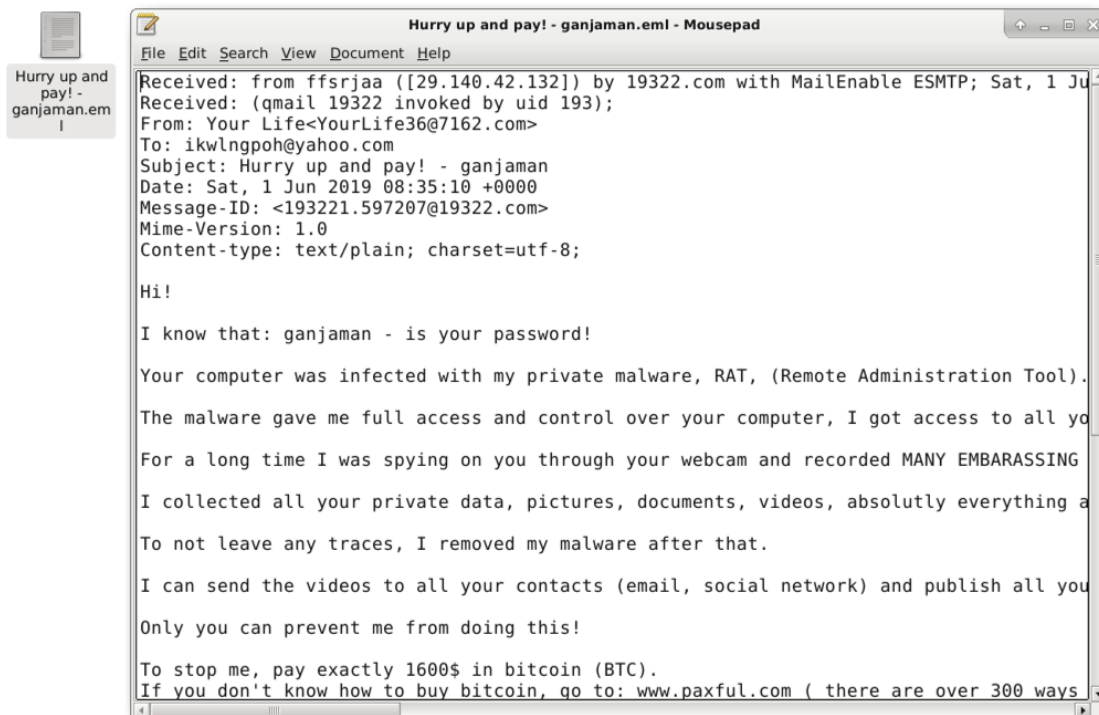 Hurry up and pay! - ganjaman.eml - Mousepad
File Edit Search View Document Help
Hurry up and
pay! -
ganjaman.em
l
Received: from ffsrjaa ([29.140.42.132]) by 19322.com with MailEnable ESMTP; Sat, 1 Ju
Received: (qmail 19322 invoked by uid 193);
From: Your Life<YourLife36@7162.com>
To: ikwlngpoh@yahoo.com
Subject: Hurry up and pay! - ganjaman
Date: Sat, 1 Jun 2019 08:35:10 +0000
Message-ID: <193221.597207@19322.com>
Mime-Version: 1.0
Content-type: text/plain; charset=utf-8;
Hi!
I know that: ganjaman - is your password!
Your computer was infected with my private malware, RAT, (Remote Administration Tool).
The malware gave me full access and control over your computer, I got access to all yo
For a long time I was spying on you through your webcam and recorded MANY EMBARASSING
I collected all your private data, pictures, documents, videos, absolutly everything a
To not leave any traces, I removed my malware after that.
I can send the videos to all your contacts (email, social network) and publish all you
Only you can prevent me from doing this!
To stop me, pay exactly 1600$ in bitcoin (BTC).
If you don't know how to buy bitcoin, go to: www.paxful.com ( there are over 300 ways